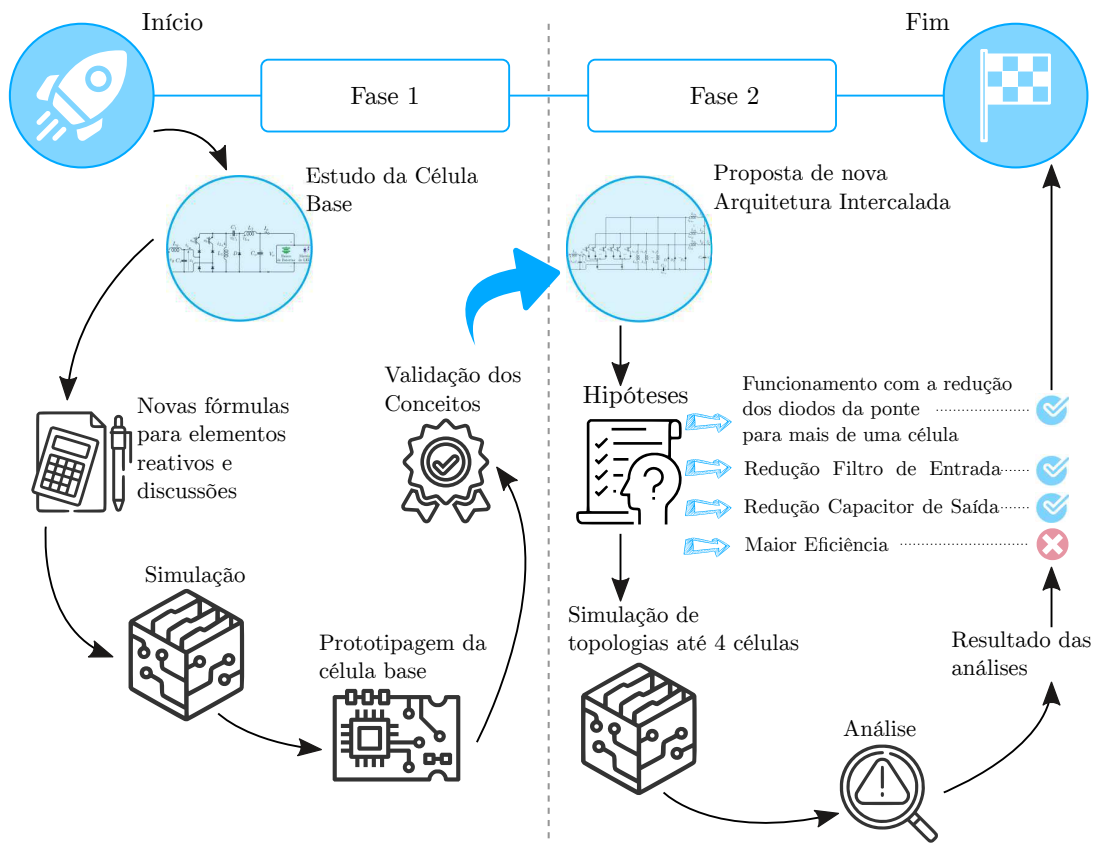 Início
Fim
Fase 1
Fase 2
Estudo da Célula
Base
Novas fórmulas
para elementos
reativos e
discussões
Simulação
Prototipagem da
célula base
Validação dos
Conceitos
Proposta de nova
Arquitetura Intercalada
Hipóteses
Funcionamento com a redução
dos diodos da ponte
para mais de uma célula
Redução Filtro de Entrada
Redução Capacitor de Saída
Maior Eficiência
Simulação de
topologias até 4 células
Análise
Resultado das
análises